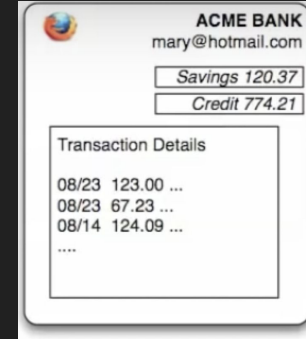 ACME BANK
mary@hotmail.com
Savings 120.37
Credit 774.21
Transaction Details
08/23 123.00 ...
08/23 67.23 ...
08/14 124.09 ...
....